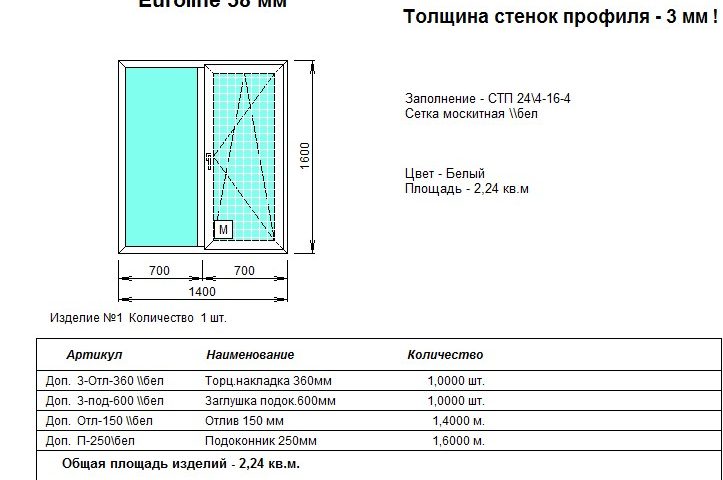 Euroline 58 мм
Толщина стенок профиля - 3 мм !
Заполнение - СТП 24\4-16-4
Сетка москитная \\бел
Цвет - Белый
Площадь - 2,24 кв.м
1600
М
700 700
1400
Изделие №1 Количество 1 шт.
Артикул Наименование Количество
Доп. З-Отл-360 \\бел Торц.накладка 360мм 1,0000 шт.
Доп. З-под-600 \\бел Заглушка подок.600мм 1,0000 шт.
Доп. Отл-150 \\бел Отлив 150 мм 1,4000 м.
Доп. П-250\бел Подоконник 250мм 1,6000 м.
Общая площадь изделий - 2,24 кв.м.